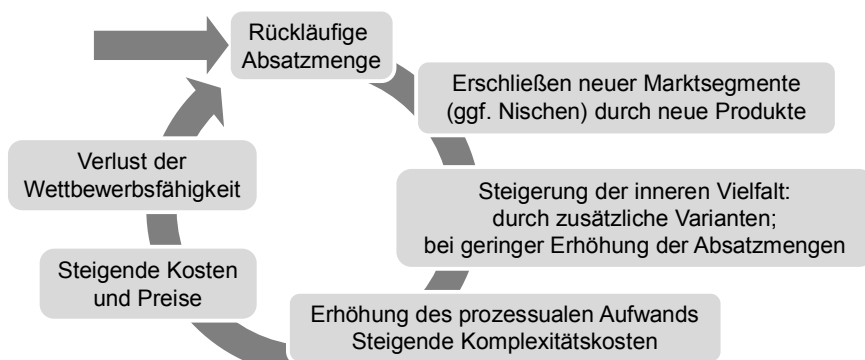 Rückläufige
Absatzmenge
Erschließen neuer Marktsegmente
(ggf. Nischen) durch neue Produkte
Steigerung der inneren Vielfalt:
durch zusätzliche Varianten;
bei geringer Erhöhung der Absatzmengen
Erhöhung des prozessualen Aufwands
Steigende Komplexitätskosten
Steigende Kosten
und Preise
Verlust der
Wettbewerbsfähigkeit